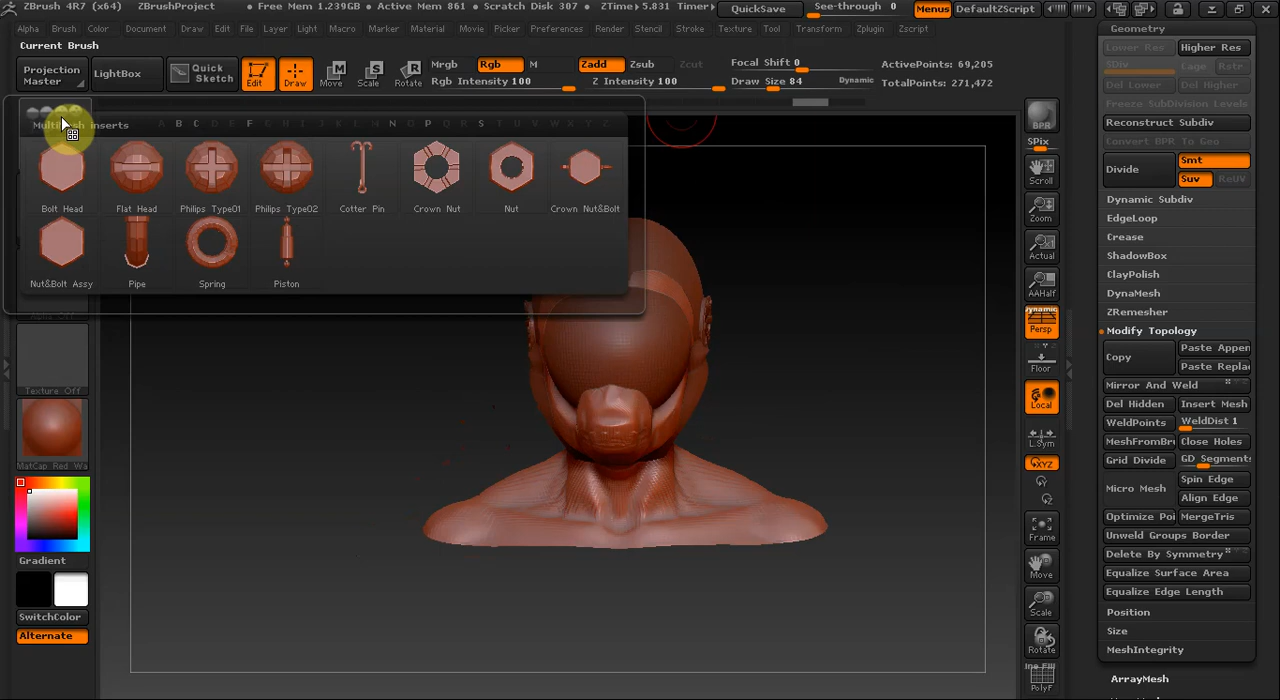 ZBrush 4R7 (x64) ZBrushProject • Free Mem 1.239GB • Active Mem 861 • Scratch Disk 307 • ZTime▸5.831 Timer▸ QuickSave See-through 0 Menus DefaultZScript
Alpha Brush Color Document Draw Edit File Layer Light Macro Marker Material Movie Picker Preferences Render Stencil Stroke Texture Tool Transform Zplugin Zscript
Current Brush
Projection Master
LightBox
Quick Sketch
Edit
Draw
Move
Scale
Rotate
Mrgb Rgb M
Rgb Intensity 100
Zadd Zsub Zcut
Z Intensity 100
Focal Shift 0
Draw Size 84 Dynamic
ActivePoints: 69,205
TotalPoints: 271,472
inserts A B C D E F G H I J K L M N O P Q R S T U V W X Y Z
Bolt Head Flat Head Philips Type01 Philips Type02 Cotter Pin Crown Nut Nut Crown Nut&Bolt
Nut&Bolt Assy Pipe Spring Piston
Texture Off
MatCap Red Wa
Gradient
SwitchColor
Alternate
BPR
SPix
Scroll
Zoom
Actual
AAHalf
Dynamic
Persp
Floor
Local
L.Sym
XYZ
Frame
Move
Scale
Rotate
Line Fill
PolyF
Geometry
Lower Res Higher Res
SDiv Cage Rstr
Del Lower Del Higher
Freeze SubDivision Levels
Reconstruct Subdiv
Convert BPR To Geo
Divide Smt
Suv ReUV
Dynamic Subdiv
EdgeLoop
Crease
ShadowBox
ClayPolish
DynaMesh
ZRemesher
Modify Topology
Copy Paste Appen
Paste Repla
Mirror And Weld
Del Hidden Insert Mesh
WeldPoints WeldDist 1
MeshFromBru Close Holes
Grid Divide GD Segments
Micro Mesh Spin Edge
Align Edge
Optimize Poi MergeTris
Unweld Groups Border
Delete By Symmetry
Equalize Surface Area
Equalize Edge Length
Position
Size
MeshIntegrity
ArrayMesh